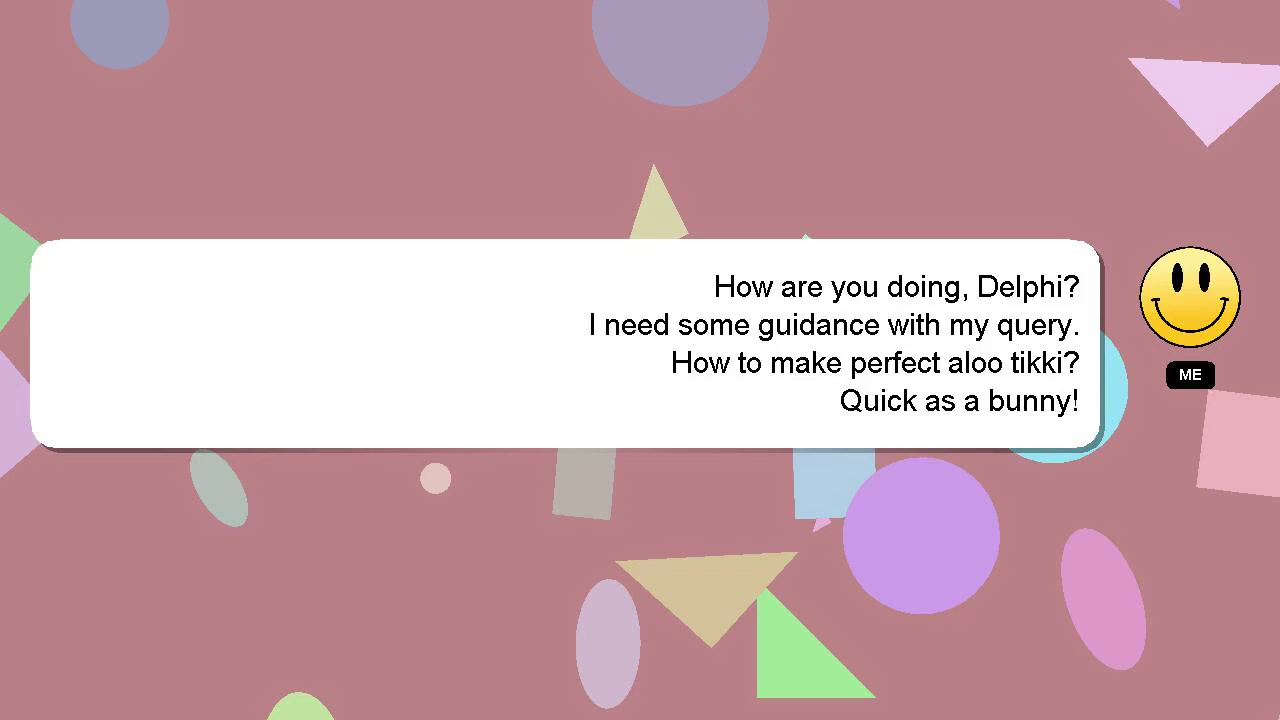 How are you doing, Delphi?
I need some guidance with my query.
How to make perfect aloo tikki?
Quick as a bunny!
ME